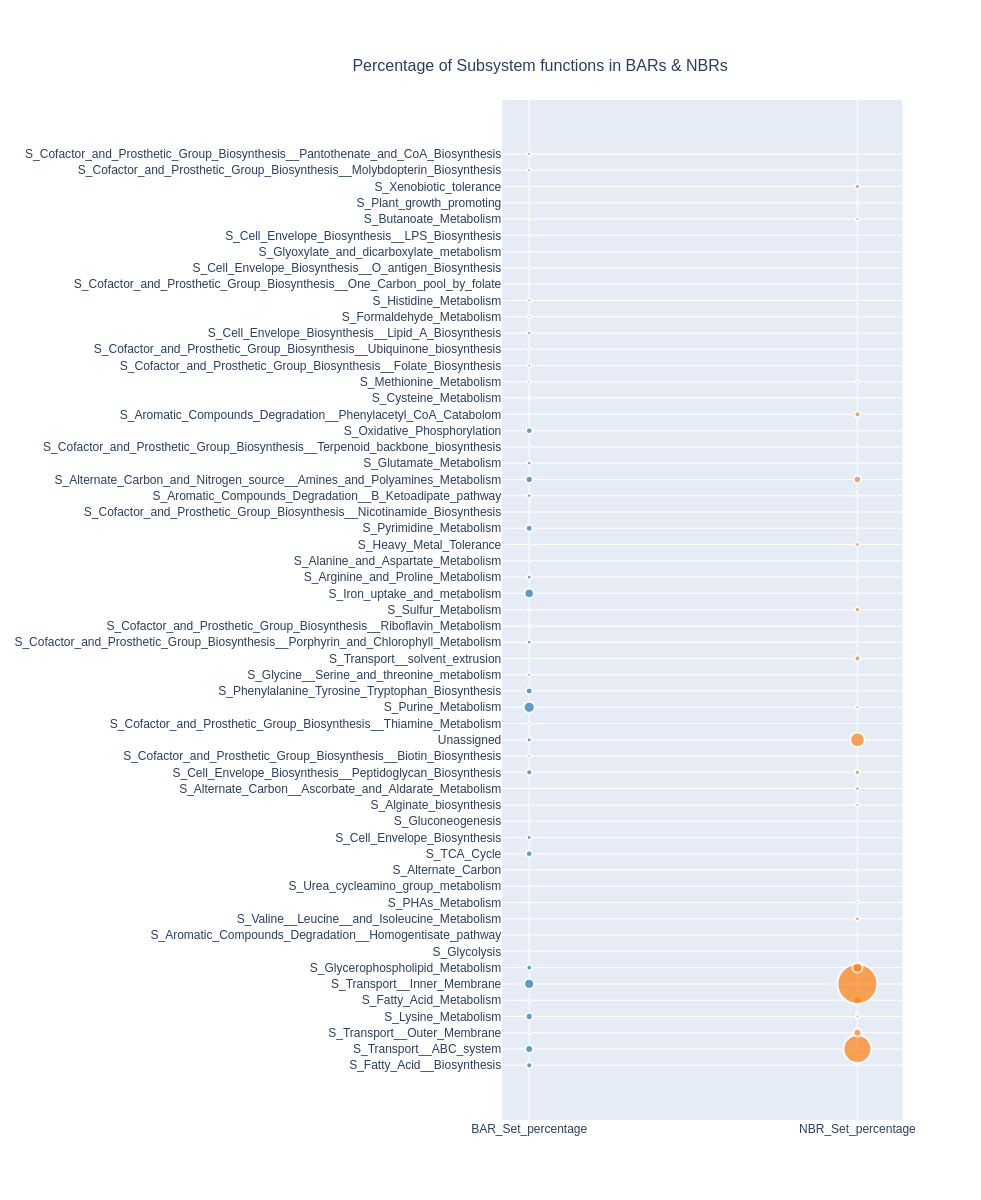 Percentage of Subsystem functions in BARs & NBRs
S_Cofactor_and_Prosthetic_Group_Biosynthesis__Pantothenate_and_CoA_Biosynthesis
S_Cofactor_and_Prosthetic_Group_Biosynthesis__Molybdopterin_Biosynthesis
S_Xenobiotic_tolerance
S_Plant_growth_promoting
S_Butanoate_Metabolism
S_Cell_Envelope_Biosynthesis__LPS_Biosynthesis
S_Glyoxylate_and_dicarboxylate_metabolism
S_Cell_Envelope_Biosynthesis__O_antigen_Biosynthesis
S_Cofactor_and_Prosthetic_Group_Biosynthesis__One_Carbon_pool_by_folate
S_Histidine_Metabolism
S_Formaldehyde_Metabolism
S_Cell_Envelope_Biosynthesis__Lipid_A_Biosynthesis
S_Cofactor_and_Prosthetic_Group_Biosynthesis__Ubiquinone_biosynthesis
S_Cofactor_and_Prosthetic_Group_Biosynthesis__Folate_Biosynthesis
S_Methionine_Metabolism
S_Cysteine_Metabolism
S_Aromatic_Compounds_Degradation__Phenylacetyl_CoA_Catabolom
S_Oxidative_Phosphorylation
S_Cofactor_and_Prosthetic_Group_Biosynthesis__Terpenoid_backbone_biosynthesis
S_Glutamate_Metabolism
S_Alternate_Carbon_and_Nitrogen_source__Amines_and_Polyamines_Metabolism
S_Aromatic_Compounds_Degradation__B_Ketoadipate_pathway
S_Cofactor_and_Prosthetic_Group_Biosynthesis__Nicotinamide_Biosynthesis
S_Pyrimidine_Metabolism
S_Heavy_Metal_Tolerance
S_Alanine_and_Aspartate_Metabolism
S_Arginine_and_Proline_Metabolism
S_Iron_uptake_and_metabolism
S_Sulfur_Metabolism
S_Cofactor_and_Prosthetic_Group_Biosynthesis__Riboflavin_Metabolism
S_Cofactor_and_Prosthetic_Group_Biosynthesis__Porphyrin_and_Chlorophyll_Metabolism
S_Transport__solvent_extrusion
S_Glycine__Serine_and_threonine_metabolism
S_Phenylalanine_Tyrosine_Tryptophan_Biosynthesis
S_Purine_Metabolism
S_Cofactor_and_Prosthetic_Group_Biosynthesis__Thiamine_Metabolism
Unassigned
S_Cofactor_and_Prosthetic_Group_Biosynthesis__Biotin_Biosynthesis
S_Cell_Envelope_Biosynthesis__Peptidoglycan_Biosynthesis
S_Alternate_Carbon__Ascorbate_and_Aldarate_Metabolism
S_Alginate_biosynthesis
S_Gluconeogenesis
S_Cell_Envelope_Biosynthesis
S_TCA_Cycle
S_Alternate_Carbon
S_Urea_cycleamino_group_metabolism
S_PHAs_Metabolism
S_Valine__Leucine__and_Isoleucine_Metabolism
S_Aromatic_Compounds_Degradation__Homogentisate_pathway
S_Glycolysis
S_Glycerophospholipid_Metabolism
S_Transport__Inner_Membrane
S_Fatty_Acid_Metabolism
S_Lysine_Metabolism
S_Transport__Outer_Membrane
S_Transport__ABC_system
S_Fatty_Acid__Biosynthesis
BAR_Set_percentage NBR_Set_percentage